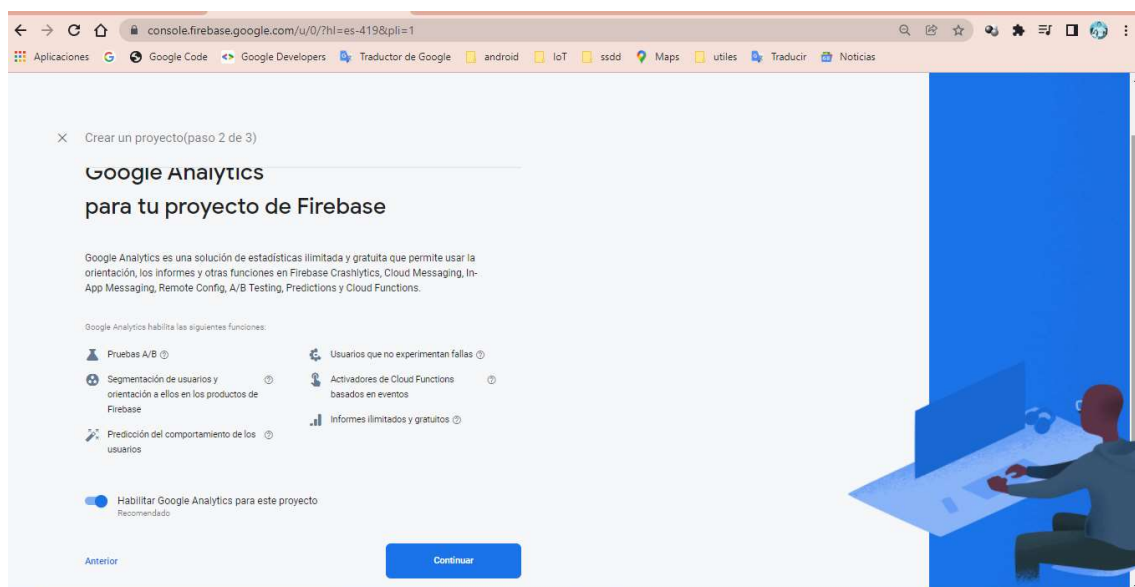 console.firebase.google.com/u/0/?hl=es-419&pli=1
Aplicaciones Google Code Google Developers Traductor de Google android IoT ssdd Maps utiles Traducir Noticias
Crear un proyecto(paso 2 de 3)
Google Analytics
para tu proyecto de Firebase
Google Analytics es una solución de estadísticas ilimitada y gratuita que permite usar la
orientación, los informes y otras funciones en Firebase Crashlytics, Cloud Messaging, In-
App Messaging, Remote Config, A/B Testing, Predictions y Cloud Functions.
Google Analytics habilita las siguientes funciones:
Pruebas A/B
Segmentación de usuarios y
orientación a ellos en los productos de
Firebase
Predicción del comportamiento de los
usuarios
Usuarios que no experimentan fallas
Activadores de Cloud Functions
basados en eventos
Informes ilimitados y gratuitos
Habilitar Google Analytics para este proyecto
Recomendado
Anterior
Continuar